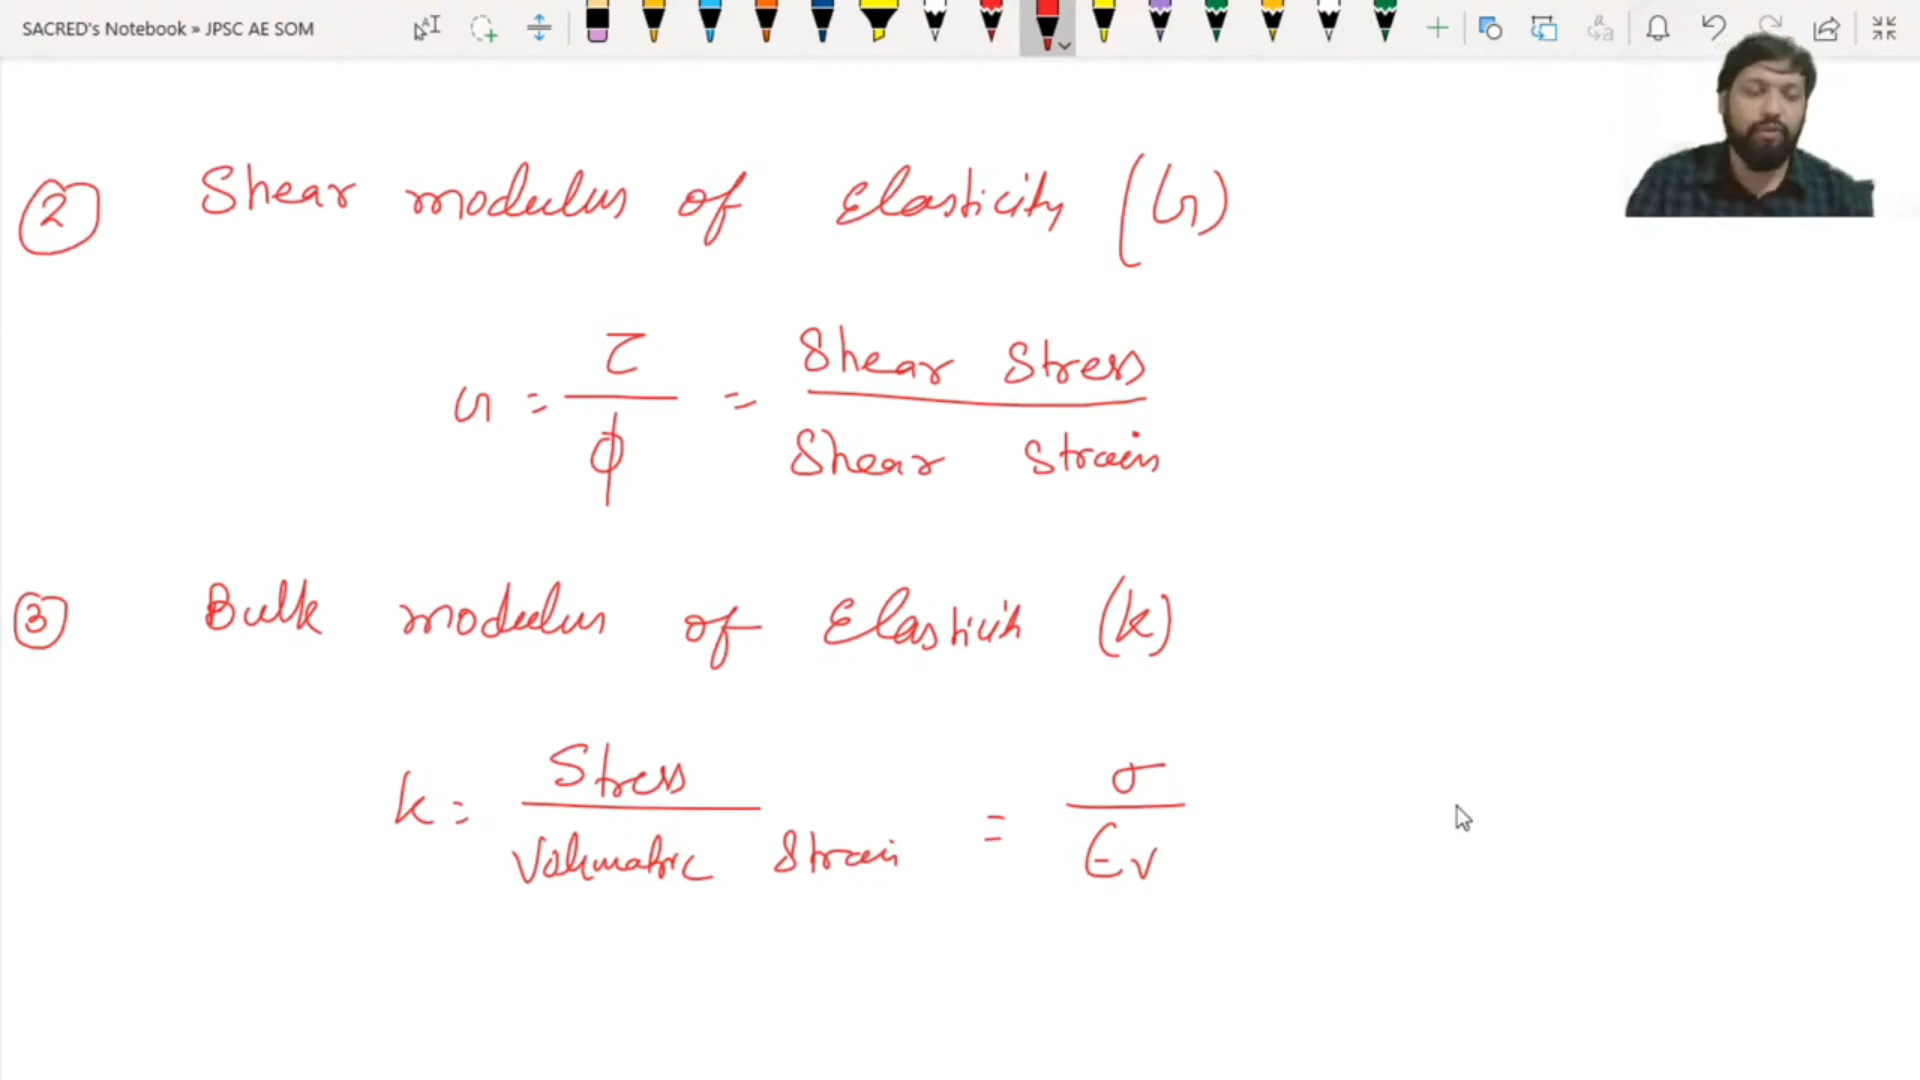 SACRED's Notebook » JPSC AE SOM
② Shear modulus of Elasticity (G)
G = τ / ϕ = Shear Stress / Shear Strain
③ Bulk modulus of Elasticity (k)
k = Stress / Volumetric Strain = σ / Ev